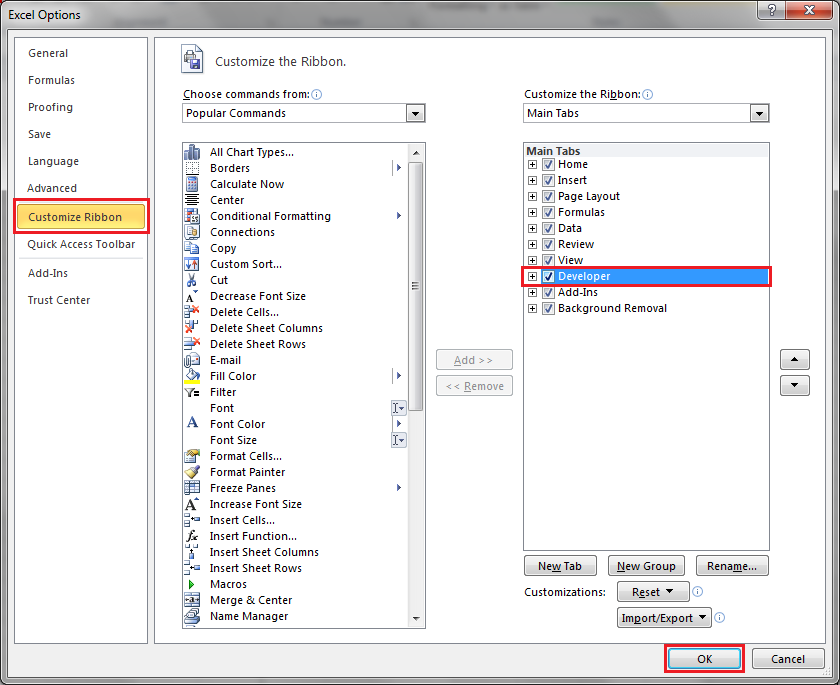 Excel Options
General
Formulas
Proofing
Save
Language
Advanced
Customize Ribbon
Quick Access Toolbar
Add-Ins
Trust Center
Customize the Ribbon.
Choose commands from:
Popular Commands
All Chart Types...
Borders
Calculate Now
Center
Conditional Formatting
Connections
Copy
Custom Sort...
Cut
Decrease Font Size
Delete Cells...
Delete Sheet Columns
Delete Sheet Rows
E-mail
Fill Color
Filter
Font
Font Color
Font Size
Format Cells...
Format Painter
Freeze Panes
Increase Font Size
Insert Cells...
Insert Function...
Insert Sheet Columns
Insert Sheet Rows
Macros
Merge & Center
Name Manager
Add >>
<< Remove
Customize the Ribbon:
Main Tabs
Main Tabs
Home
Insert
Page Layout
Formulas
Data
Review
View
Developer
Add-Ins
Background Removal
New Tab
New Group
Rename...
Customizations:
Reset
Import/Export
OK
Cancel